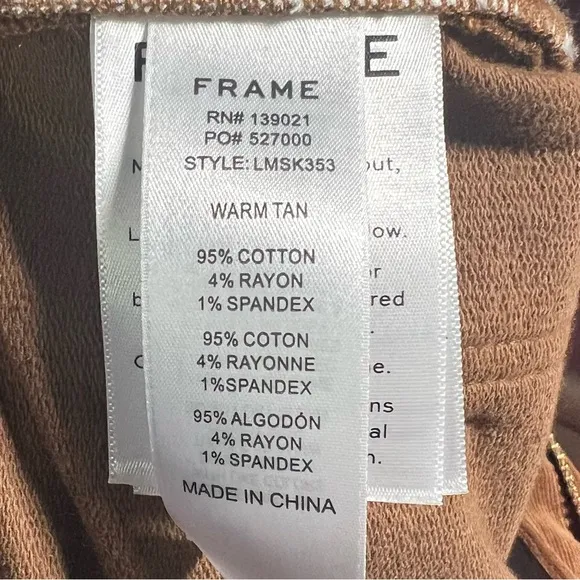 FRAME
RN# 139021
PO# 527000
STYLE: LMSK353
WARM TAN
95% COTTON
4% RAYON
1% SPANDEX
95% COTON
4% RAYONNE
1%SPANDEX
95% ALGODÓN
4% RAYON
1% SPANDEX
MADE IN CHINA